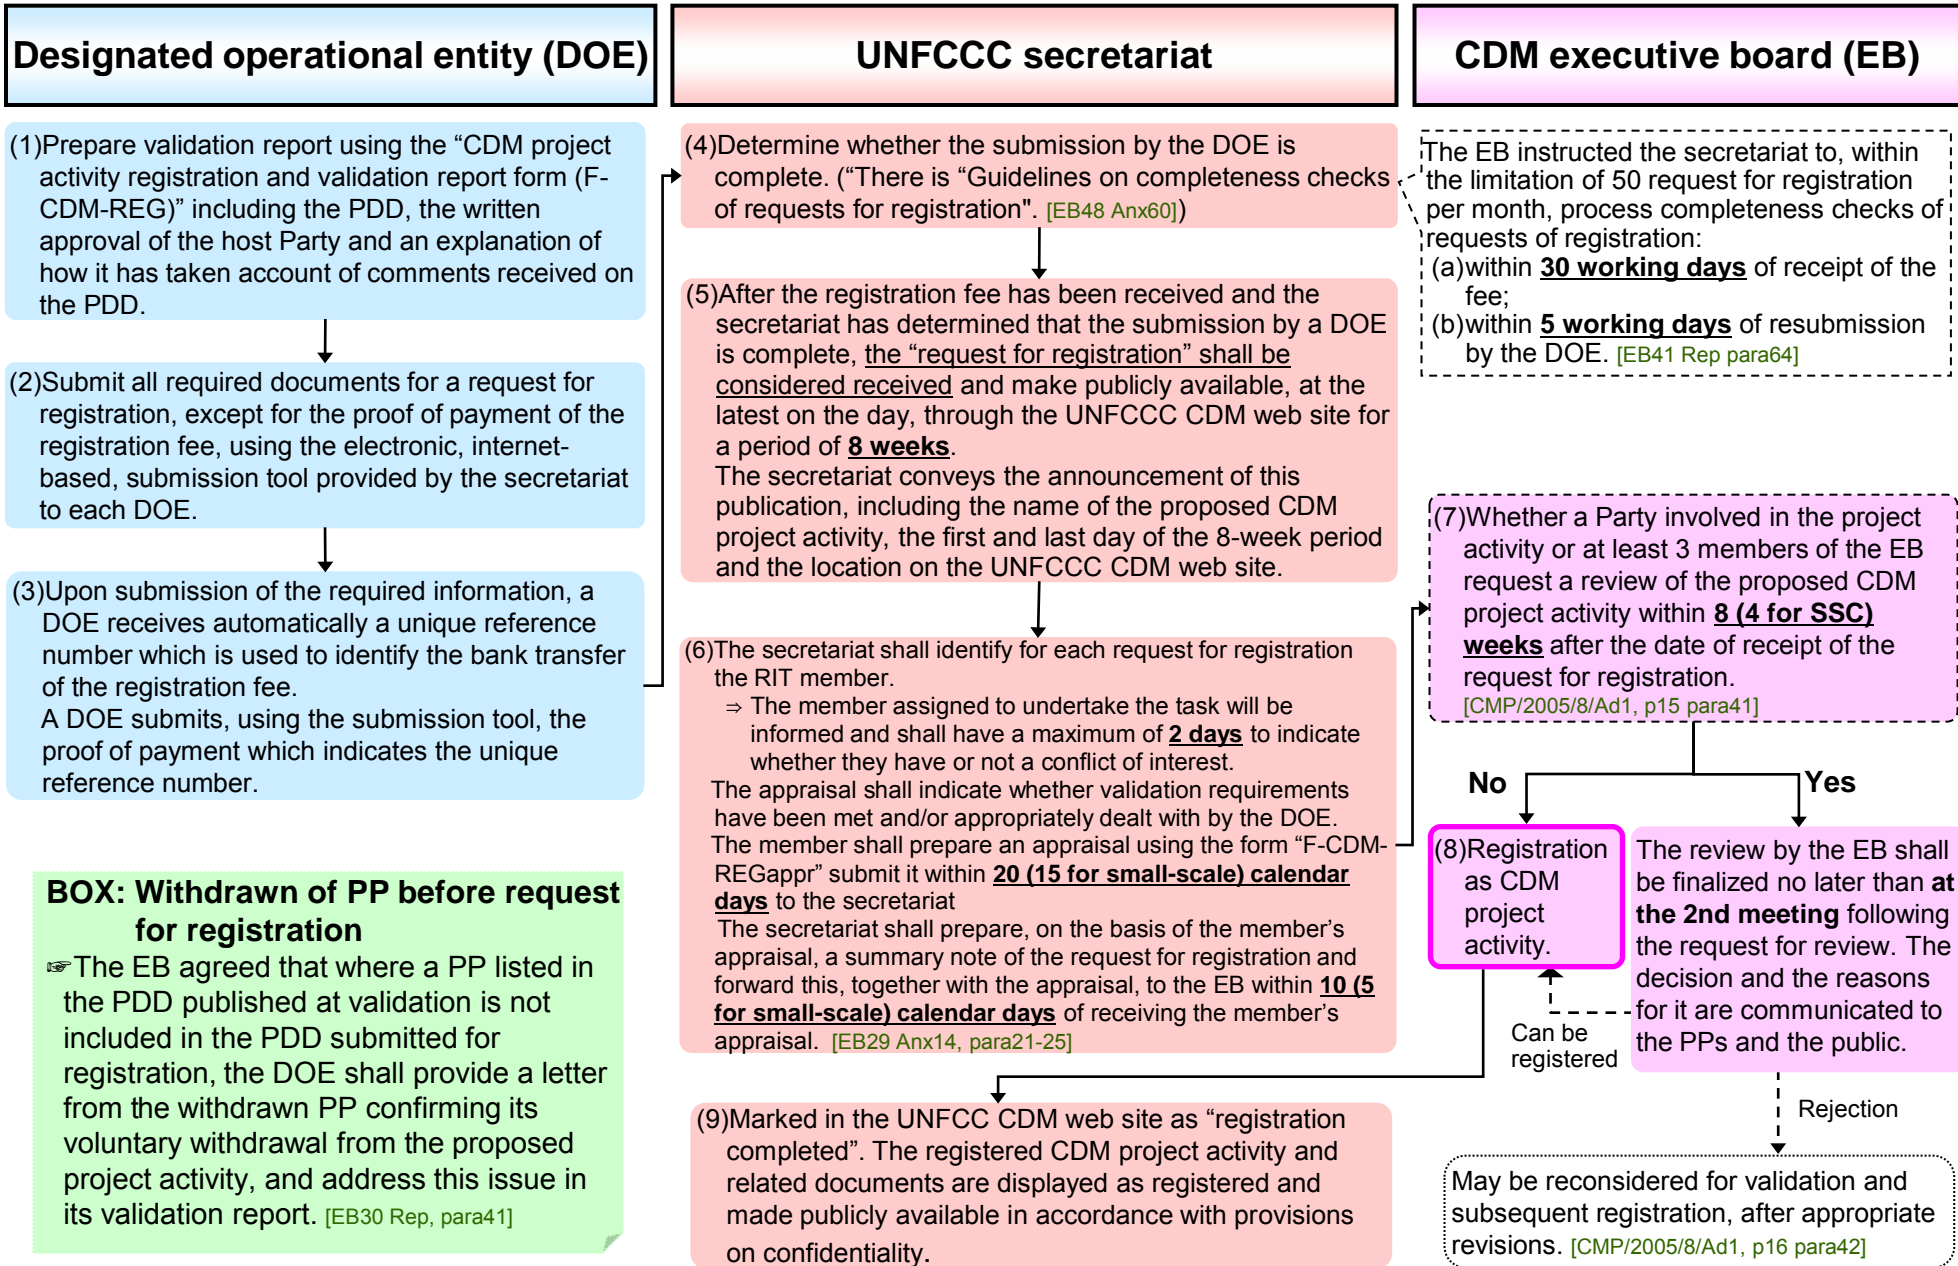 Designated operational entity (DOE)
UNFCCC secretariat
CDM executive board (EB)
(1)Prepare validation report using the “CDM project
activity registration and validation report form (F-
CDM-REG)” including the PDD, the written
approval of the host Party and an explanation of
how it has taken account of comments received on
the PDD.
(2)Submit all required documents for a request for
registration, except for the proof of payment of the
registration fee, using the electronic, internet-
based, submission tool provided by the secretariat
to each DOE.
(3)Upon submission of the required information, a
DOE receives automatically a unique reference
number which is used to identify the bank transfer
of the registration fee.
A DOE submits, using the submission tool, the
proof of payment which indicates the unique
reference number.
BOX: Withdrawn of PP before request
for registration
☞The EB agreed that where a PP listed in
the PDD published at validation is not
included in the PDD submitted for
registration, the DOE shall provide a letter
from the withdrawn PP confirming its
voluntary withdrawal from the proposed
project activity, and address this issue in
its validation report. [EB30 Rep, para41]
(4)Determine whether the submission by the DOE is
complete. (“There is “Guidelines on completeness checks
of requests for registration". [EB48 Anx60])
(5)After the registration fee has been received and the
secretariat has determined that the submission by a DOE
is complete, the “request for registration” shall be
considered received and make publicly available, at the
latest on the day, through the UNFCCC CDM web site for
a period of 8 weeks.
The secretariat conveys the announcement of this
publication, including the name of the proposed CDM
project activity, the first and last day of the 8-week period
and the location on the UNFCCC CDM web site.
(6)The secretariat shall identify for each request for registration
the RIT member.
⇒ The member assigned to undertake the task will be
informed and shall have a maximum of 2 days to indicate
whether they have or not a conflict of interest.
The appraisal shall indicate whether validation requirements
have been met and/or appropriately dealt with by the DOE.
The member shall prepare an appraisal using the form “F-CDM-
REGappr” submit it within 20 (15 for small-scale) calendar
days to the secretariat
The secretariat shall prepare, on the basis of the member’s
appraisal, a summary note of the request for registration and
forward this, together with the appraisal, to the EB within 10 (5
for small-scale) calendar days of receiving the member’s
appraisal. [EB29 Anx14, para21-25]
(9)Marked in the UNFCC CDM web site as “registration
completed”. The registered CDM project activity and
related documents are displayed as registered and
made publicly available in accordance with provisions
on confidentiality.
The EB instructed the secretariat to, within
the limitation of 50 request for registration
per month, process completeness checks of
requests of registration:
(a)within 30 working days of receipt of the
fee;
(b)within 5 working days of resubmission
by the DOE. [EB41 Rep para64]
(7)Whether a Party involved in the project
activity or at least 3 members of the EB
request a review of the proposed CDM
project activity within 8 (4 for SSC)
weeks after the date of receipt of the
request for registration.
[CMP/2005/8/Ad1, p15 para41]
No
Yes
(8)Registration
as CDM
project
activity.
The review by the EB shall
be finalized no later than at
the 2nd meeting following
the request for review. The
decision and the reasons
for it are communicated to
the PPs and the public.
Can be
registered
Rejection
May be reconsidered for validation and
subsequent registration, after appropriate
revisions. [CMP/2005/8/Ad1, p16 para42]